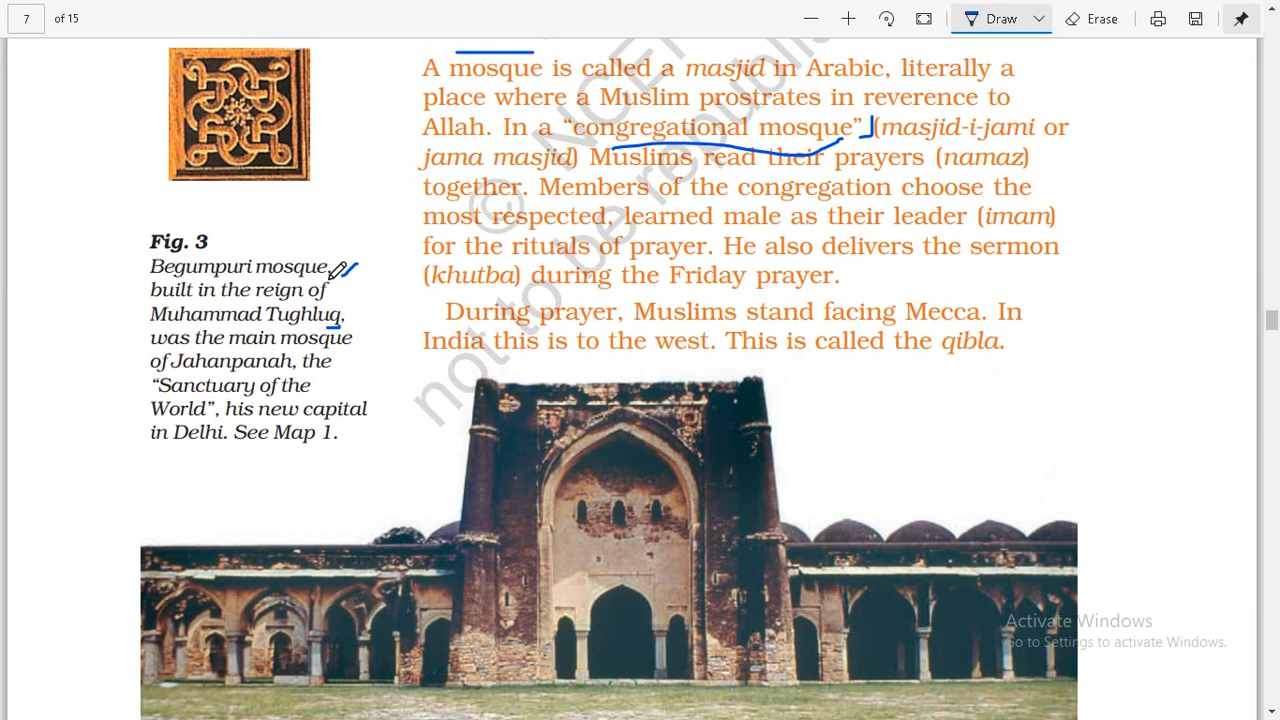 7 of 15
Draw
Erase
A mosque is called a masjid in Arabic, literally a
place where a Muslim prostrates in reverence to
Allah. In a “congregational mosque” (masjid-i-jami or
jama masjid) Muslims read their prayers (namaz)
together. Members of the congregation choose the
most respected, learned male as their leader (imam)
for the rituals of prayer. He also delivers the sermon
(khutba) during the Friday prayer.
During prayer, Muslims stand facing Mecca. In
India this is to the west. This is called the qibla.
Fig. 3
Begumpuri mosque,
built in the reign of
Muhammad Tughluq,
was the main mosque
of Jahanpanah, the
“Sanctuary of the
World”, his new capital
in Delhi. See Map 1.
© NCE
not to be republis
Activate Windows
Go to Settings to activate Windows.